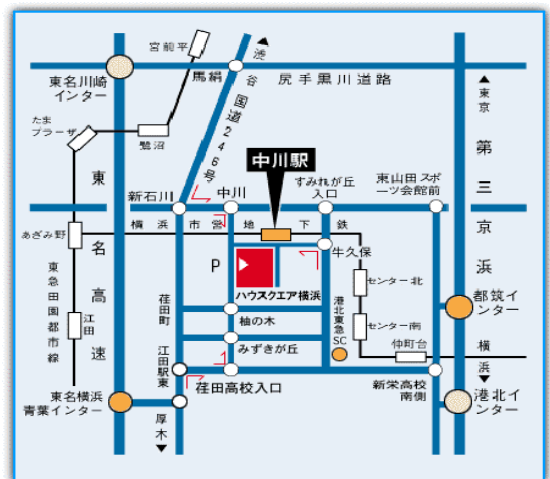 宮前平
▲渋谷
東名川崎
インター
馬絹
尻手黒川道路
国道246号
▲東京
たま
プラーザ
鷺沼
中川駅
第三京浜
東名高速
新石川
中川
すみれが丘
入口
東山田スポ
ーツ会館前
あざみ野
横浜市営地下鉄
牛久保
P
ハウスクエア横浜
センター北
都筑イ
ンター
東急田園都市線
江田
荏田町
柚の木
港北東急SC
センター南
仲町台
横浜▼
みずきが丘
江田駅東
荏田高校入口
新栄高校
南側
東名横浜
青葉インター
港北イ
ンター
厚木▼